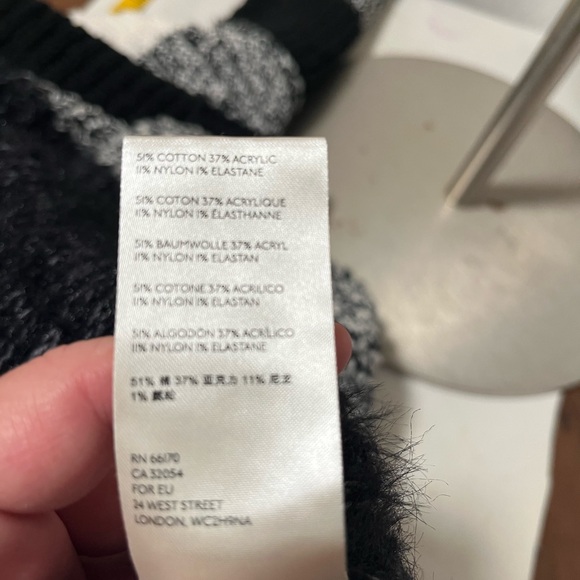 51% COTTON 37% ACRYLIC
11% NYLON 1% ELASTANE
51% COTON 37% ACRYLIQUE
11% NYLON 1% ÉLASTHANNE
51% BAUMWOLLE 37% ACRYL
11% NYLON 1% ELASTAN
51% COTONE 37% ACRILICO
11% NYLON 1% ELASTAN
51% ALGODÓN 37% ACRÍLICO
11% NYLON 1% ELASTANE
51% 棉 37% 亚克力 11% 尼龙
1%
RN 66170
CA 32054
FOR EU
24 WEST STREET
LONDON, WC2H9NA